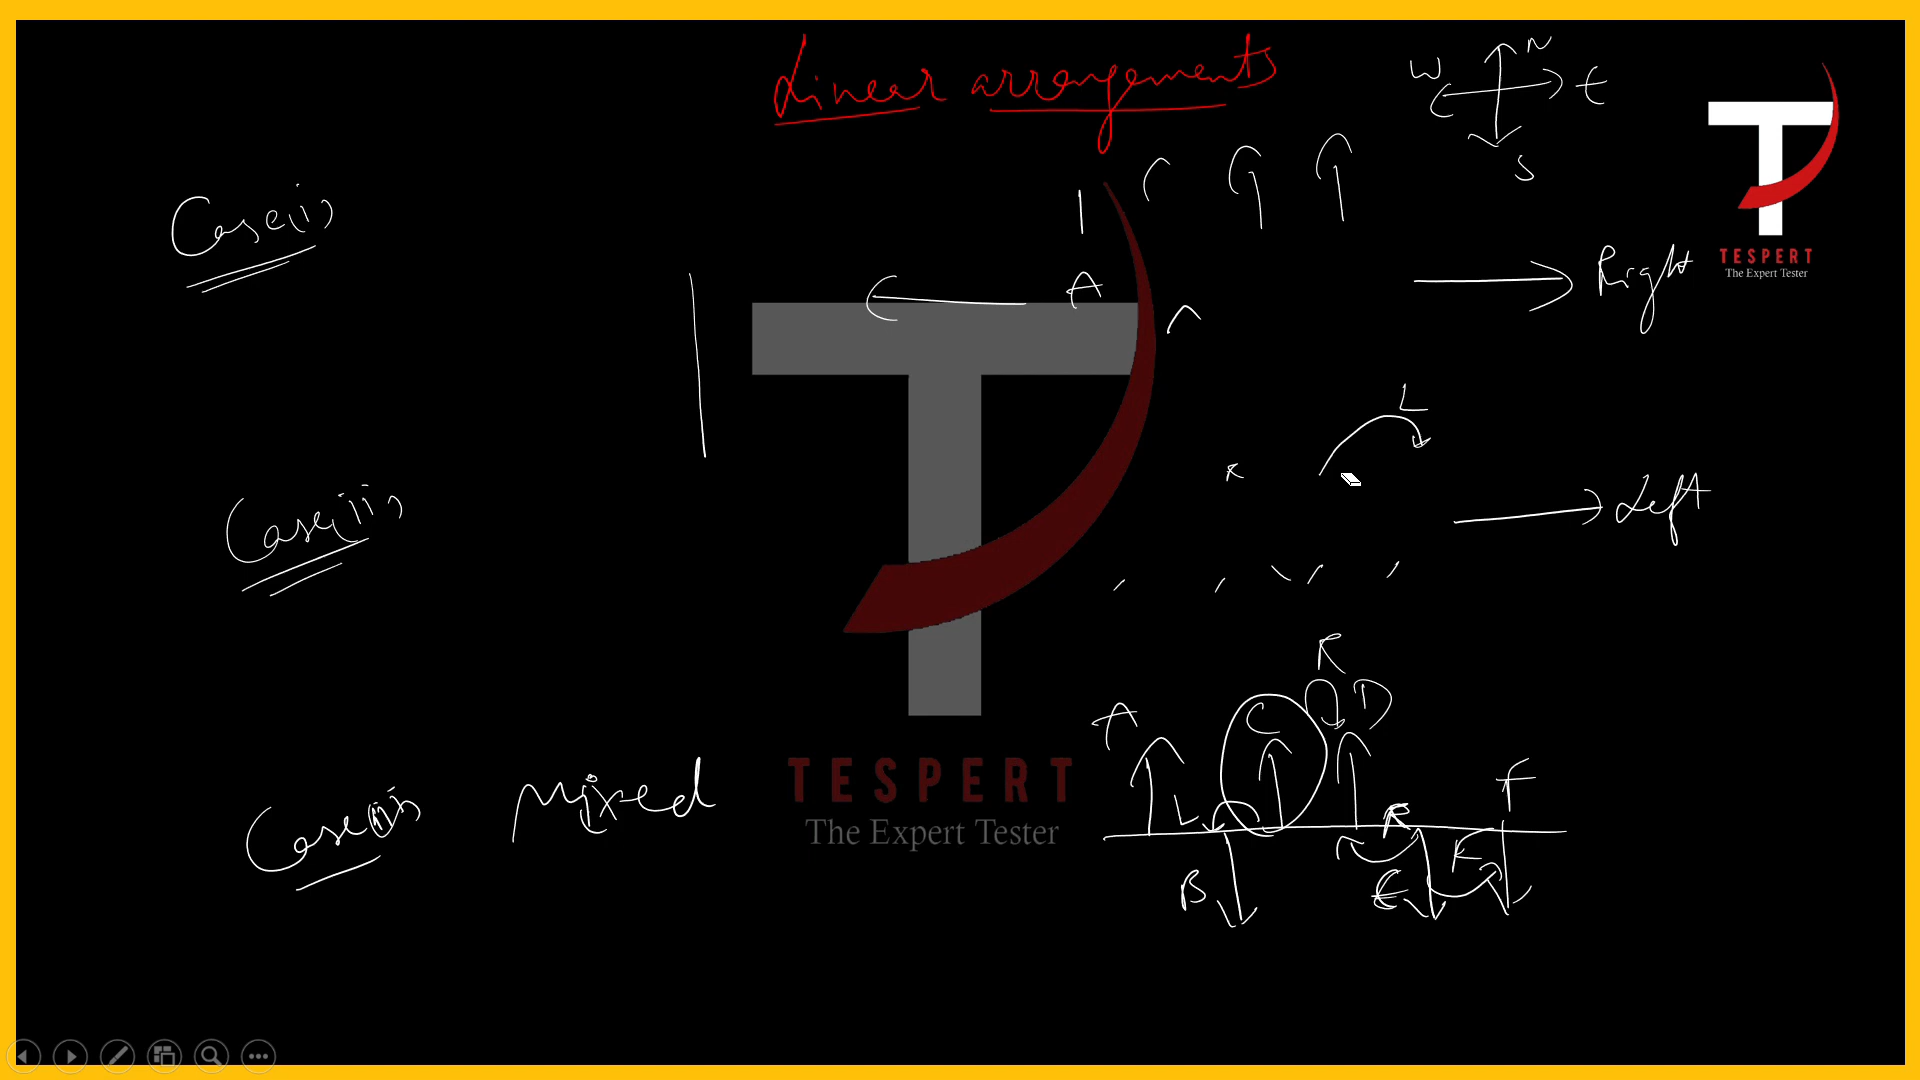 Linear arrangements
N
W E
S
Case(i)
A
Right
TESPERT
The Expert Tester
L
R
Left
Case(ii)
R
A C D
Case(iii) Mixed
L R F
B E R
TESPERT
The Expert Tester